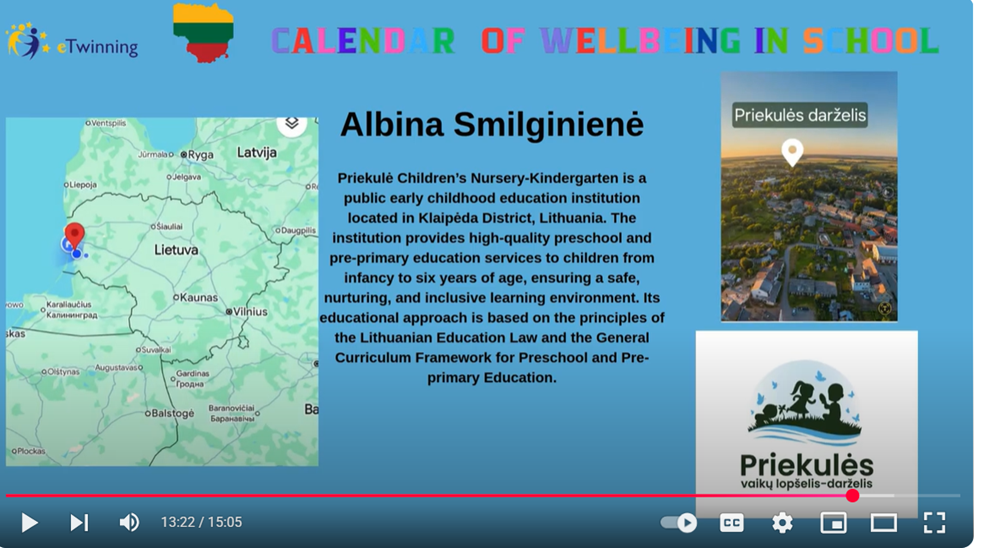 eTwinning
CALENDAR OF WELLBEING IN SCHOOL
Albina Smilginienė
Priekulė Children's Nursery-Kindergarten is a
public early childhood education institution
located in Klaipėda District, Lithuania. The
institution provides high-quality preschool and
pre-primary education services to children from
infancy to six years of age, ensuring a safe,
nurturing, and inclusive learning environment. Its
educational approach is based on the principles of
the Lithuanian Education Law and the General
Curriculum Framework for Preschool and Pre-
primary Education.
Ventspilis
Jūrmala
Ryga
Latvija
Jelgava
Liepoja
Šiauliai
Daugpilis
Lietuva
Kaunas
Karaliaučius
Калининград
Vilnius
skas
Suvalkai
Olštynas
Augustavas
Gardinas
Гродна
Balstogė
Baranovičiai
Баранавічы
Ba
Plockas
Priekulės darželis
Priekulės
vaikų lopšelis-darželis
13:22 / 15:05
CC